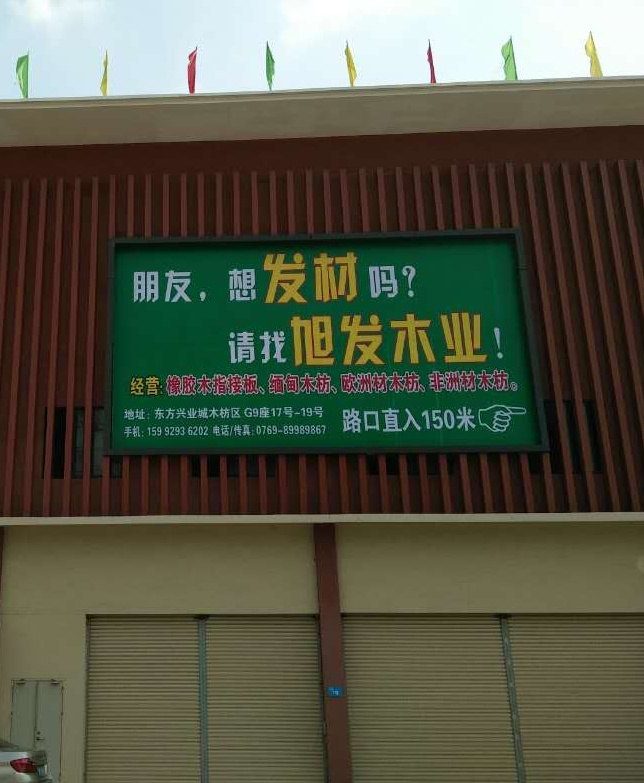 朋友，想发材吗？
请找旭发木业！
经营：橡胶木指接板、缅甸木枋、欧洲材木枋、非洲材木枋。
地址：东方兴业城木枋区 G9座17号-19号
手机：159 9293 6202 电话/传真：0769-89989867
路口直入150米